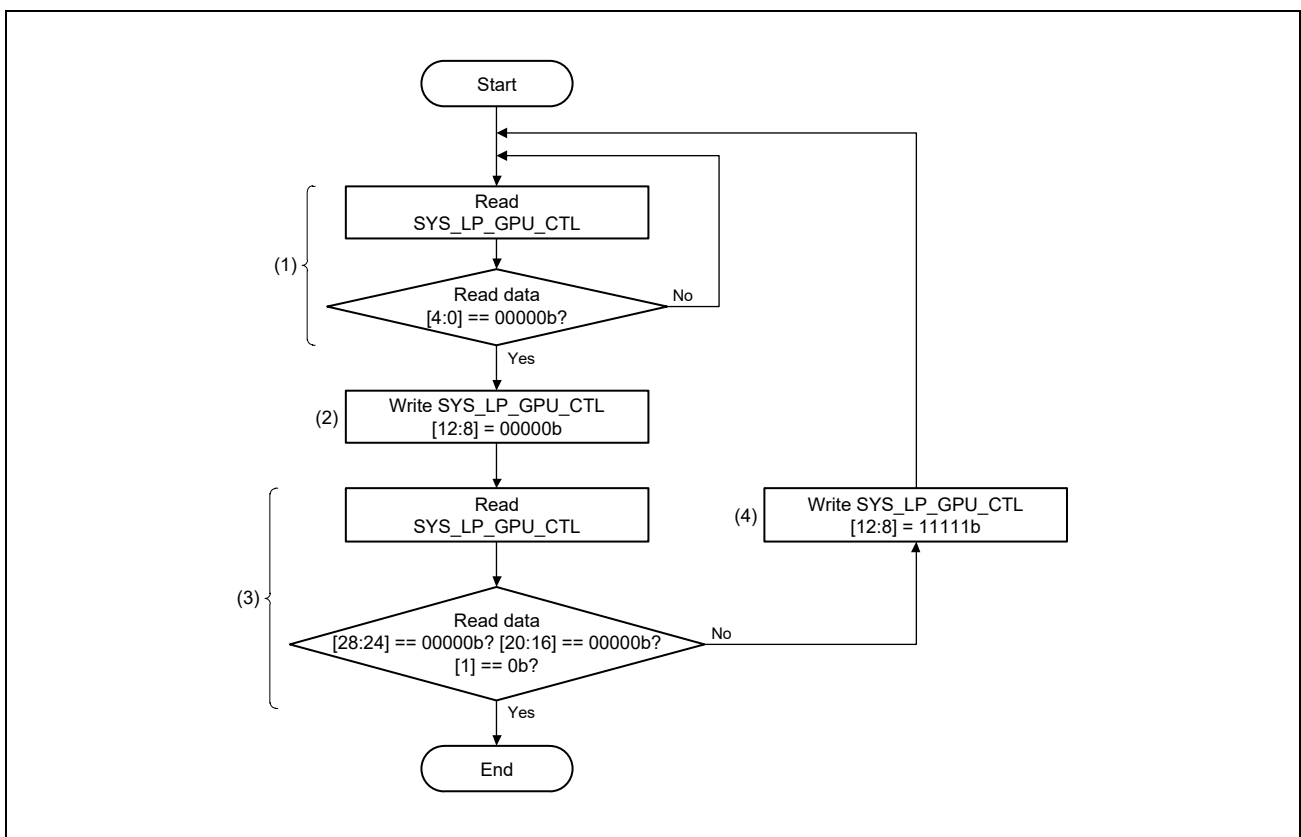 Start
Read
SYS_LP_GPU_CTL
(1)
Read data
[4:0] == 00000b?
No
Yes
(2)
Write SYS_LP_GPU_CTL
[12:8] = 00000b
Read
SYS_LP_GPU_CTL
(4)
Write SYS_LP_GPU_CTL
[12:8] = 11111b
(3)
Read data
[28:24] == 00000b? [20:16] == 00000b?
[1] == 0b?
No
Yes
End